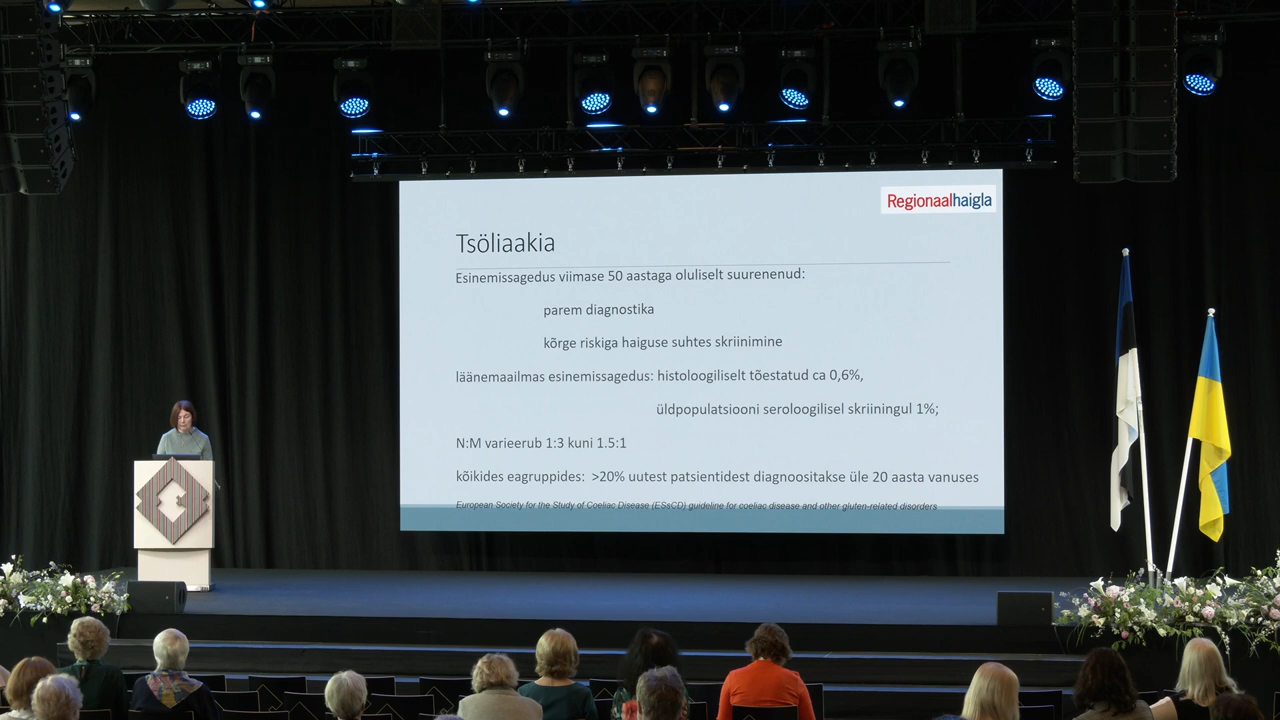 Regionaalhaigla
Tsöliaakia
Esinemissagedus viimase 50 aastaga oluliselt suurenenud:
parem diagnostika
kõrge riskiga haiguse suhtes skriinimine
läänemaailmas esinemissagedus: histoloogiliselt tõestatud ca 0,6%,
üldpopulatsiooni seroloogilisel skriiningul 1%;
N:M varieerub 1:3 kuni 1.5:1
kõikides eagruppides: >20% uutest patsientidest diagnoositakse üle 20 aasta vanuses
European Society for the Study of Coeliac Disease (ESsCD) guideline for coeliac disease and other gluten-related disorders